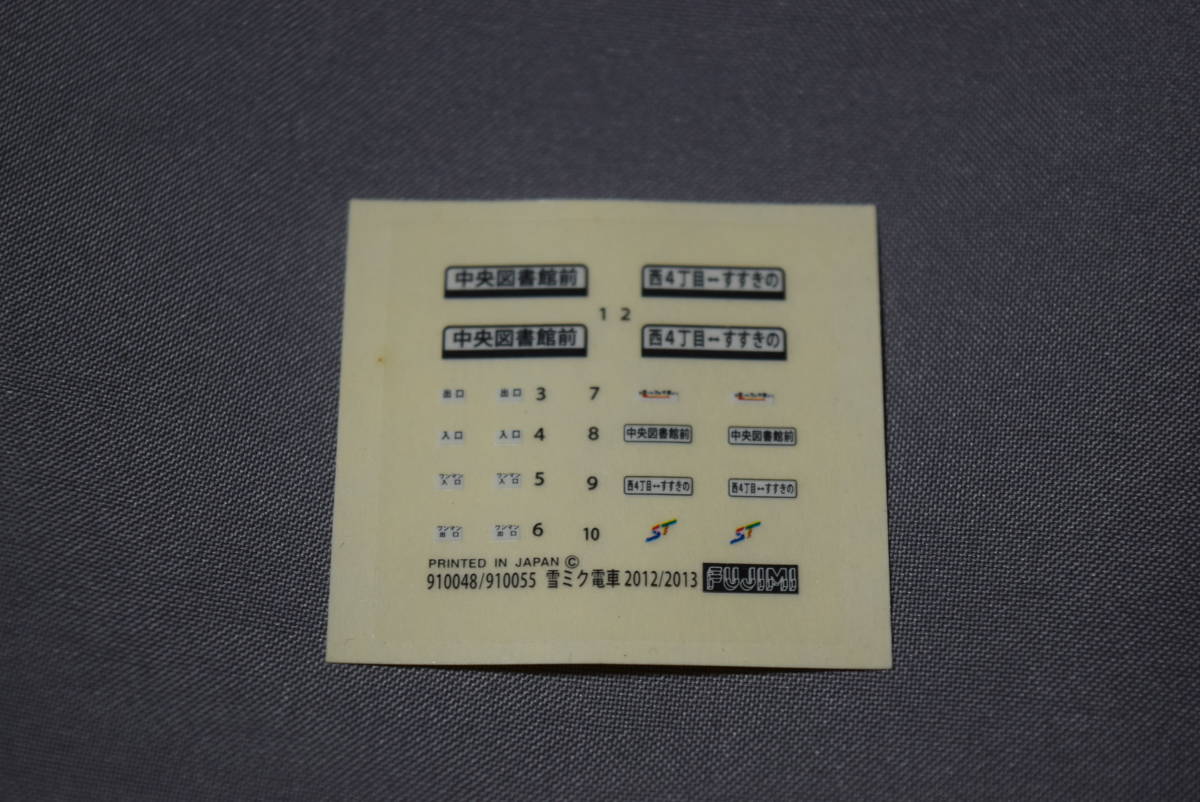 中央図書館前 西4丁目↔すすきの
1 2
中央図書館前 西4丁目↔すすきの
出口 出口 3 7
入口 入口 4 8 中央図書館前 中央図書館前
ワンマン入口 ワンマン入口 5 9 西4丁目↔すすきの 西4丁目↔すすきの
ワンマン出口 ワンマン出口 6 10 ST ST
PRINTED IN JAPAN ©
910048/910055 雪ミク電車 2012/2013 FUJIMI